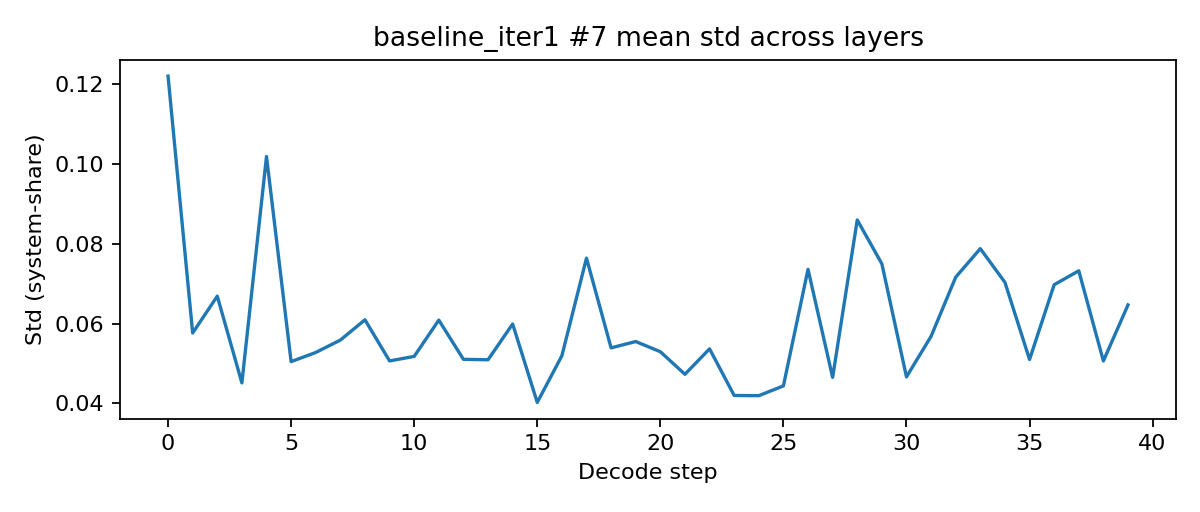 baseline_iter1 #7 mean std across layers
Std (system-share)
0.12
0.10
0.08
0.06
0.04
0 5 10 15 20 25 30 35 40
Decode step